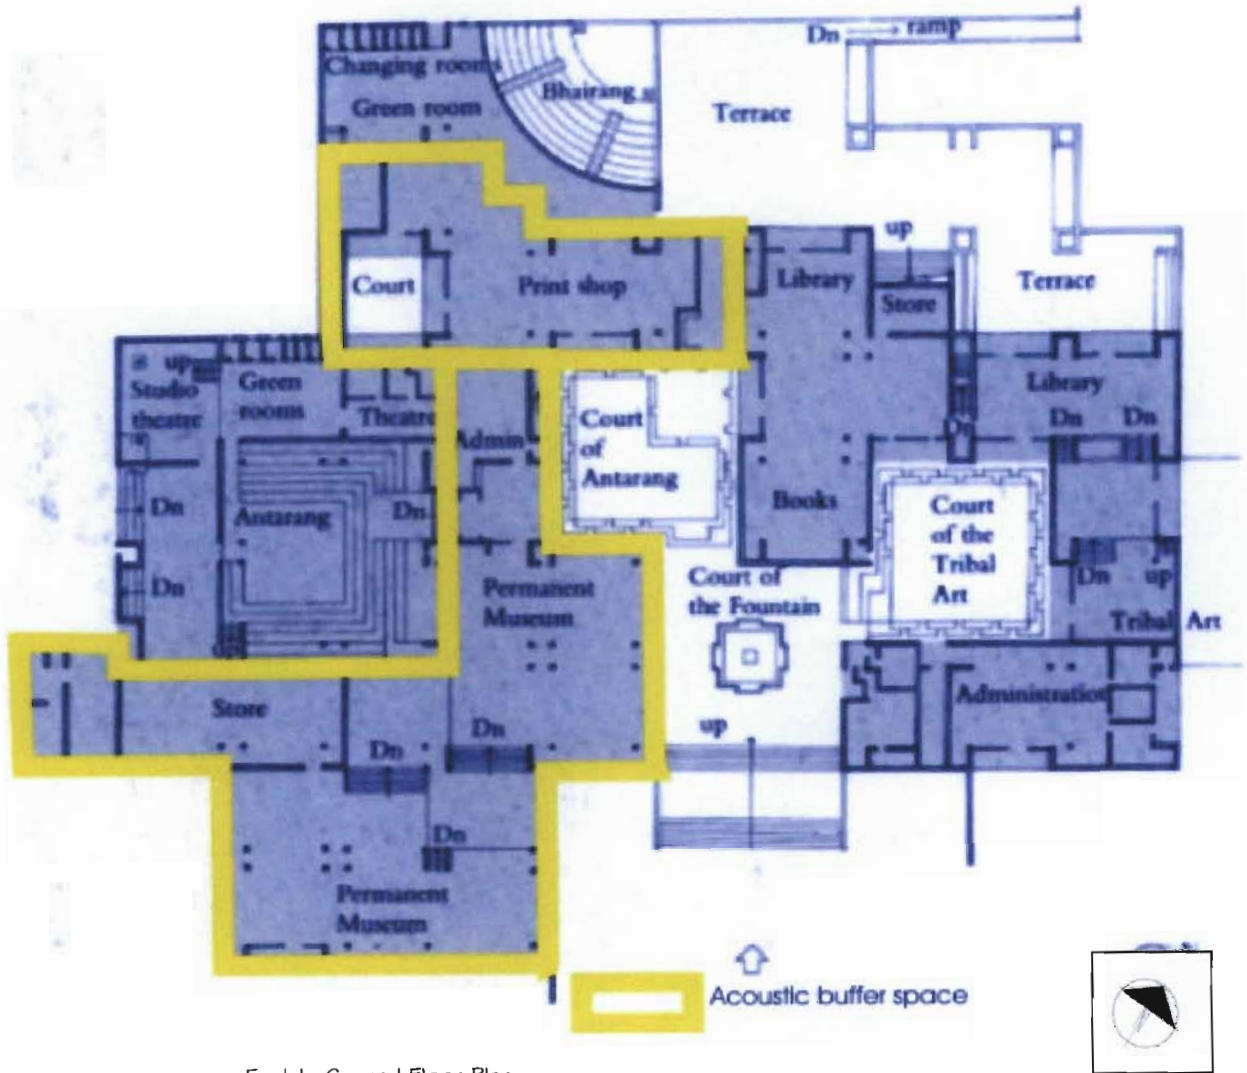 Dn ramp
Changing rooms
Green room
Bhairang
Terrace
up
Court
Print shop
Library
Store
Terrace
up
Studio
theatre
Green
rooms
Theatre
Admin
Court
of
Antarang
Library
Dn
Dn
Dn
Dn
Antarang
Dn
Books
Court
of the
Tribal
Art
Dn
Permanent
Museum
Court of
the Fountain
Dn
up
Tribal Art
up
Store
Dn
Dn
up
Administration
Dn
Permanent
Museum
Acoustic buffer space